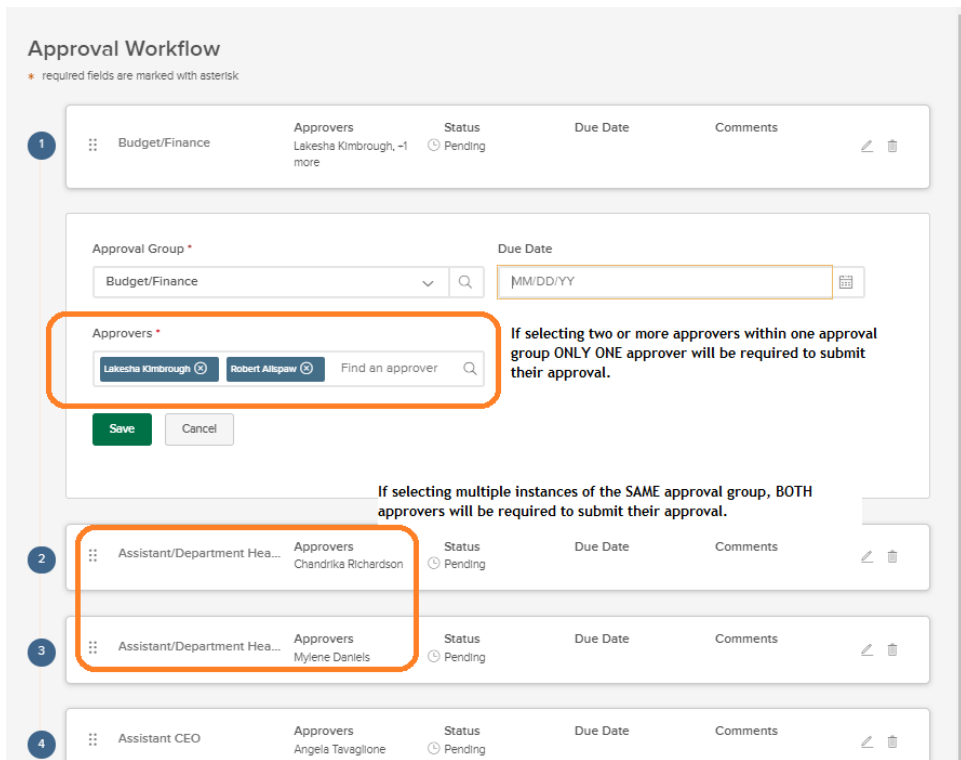 Approval Workflow
* required fields are marked with asterisk
1
Budget/Finance
Approvers
Lakesha Kimbrough, +1
more
Status
Pending
Due Date
Comments
Approval Group *
Budget/Finance
Due Date
MM/DD/YY
Approvers *
Lakesha Kimbrough
Robert Allspaw
Find an approver
If selecting two or more approvers within one approval
group ONLY ONE approver will be required to submit
their approval.
Save
Cancel
If selecting multiple instances of the SAME approval group, BOTH
approvers will be required to submit their approval.
2
Assistant/Department Hea...
Approvers
Chandrika Richardson
Status
Pending
Due Date
Comments
3
Assistant/Department Hea...
Approvers
Mylene Daniels
Status
Pending
Due Date
Comments
4
Assistant CEO
Approvers
Angela Tavaglione
Status
Pending
Due Date
Comments